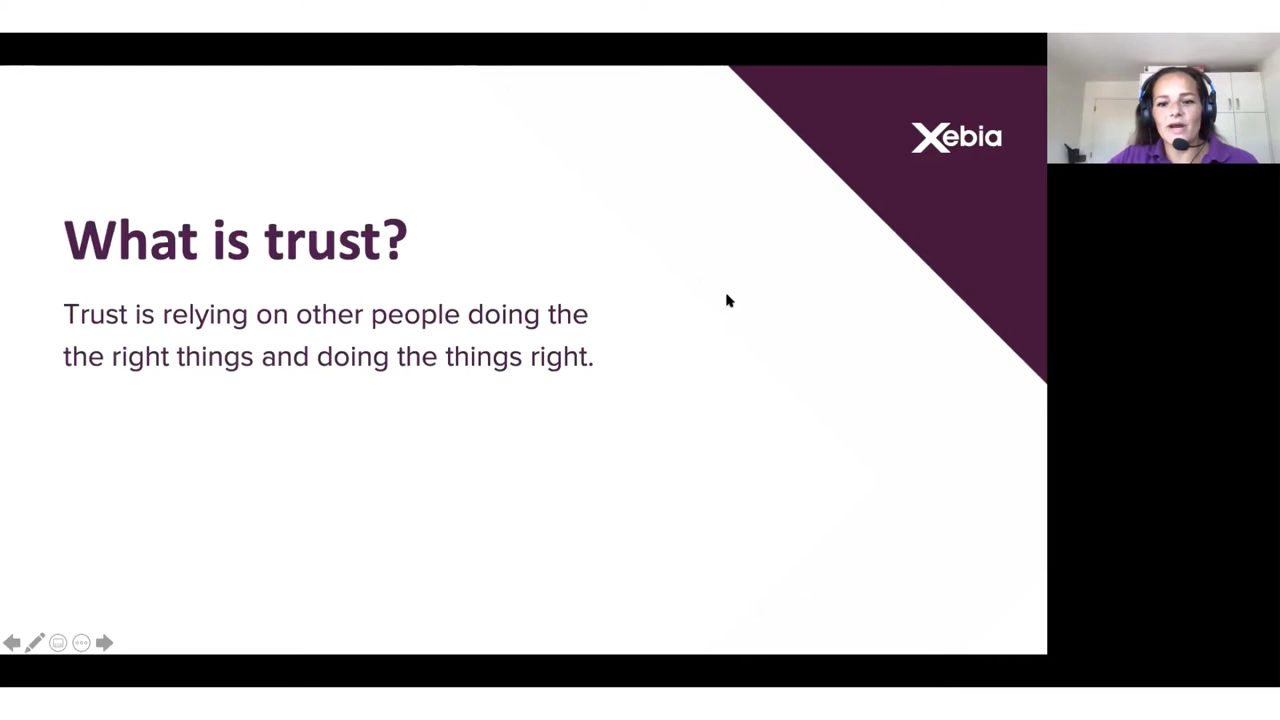 Xebia
What is trust?
Trust is relying on other people doing the
the right things and doing the things right.